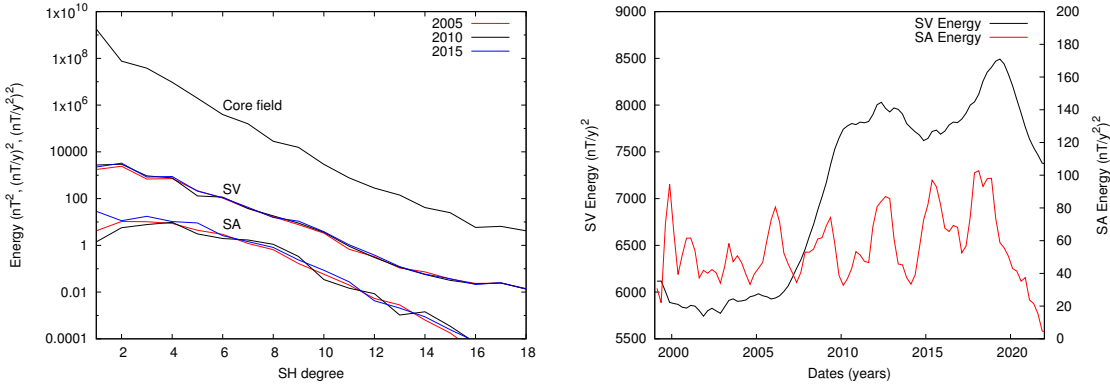 1x10^10
1x10^8
1x10^6
10000
100
1
0.01
0.0001
Energy (nT^2, (nT/y)^2, (nT/y^2)^2)
2005
2010
2015
Core field
SV
SA
2 4 6 8 10 12 14 16 18
SH degree
9000
8500
8000
7500
7000
6500
6000
5500
SV Energy (nT/y)^2
SV Energy
SA Energy
200
180
160
140
120
100
80
60
40
20
0
SA Energy (nT/y^2)^2
2000 2005 2010 2015 2020
Dates (years)